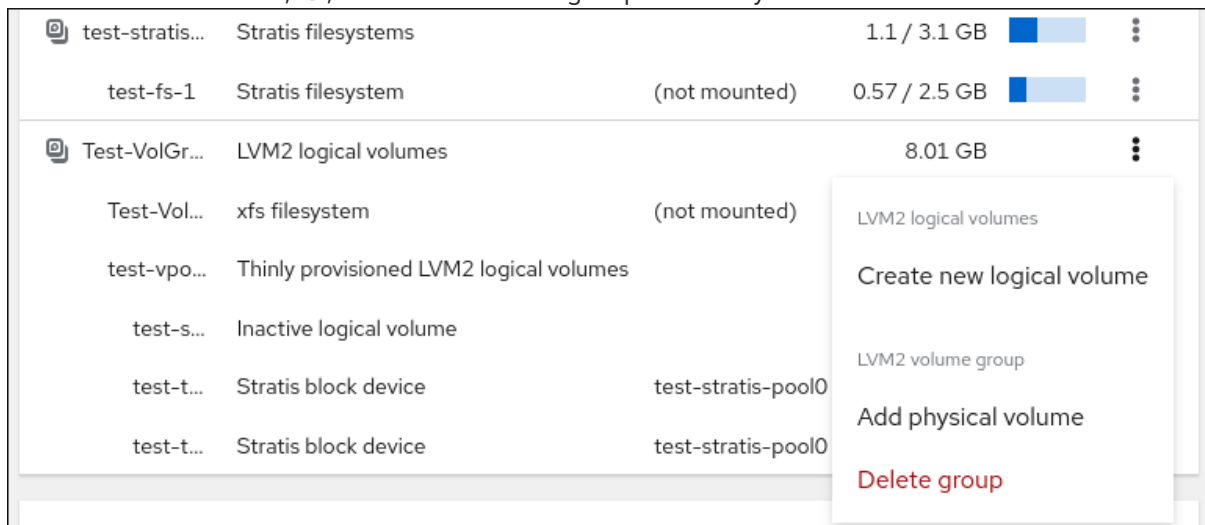 test-stratis... Stratis filesystems 1.1 / 3.1 GB
test-fs-1 Stratis filesystem (not mounted) 0.57 / 2.5 GB
Test-VolGr... LVM2 logical volumes 8.01 GB
Test-Vol... xfs filesystem (not mounted)
test-vpo... Thinly provisioned LVM2 logical volumes
test-s... Inactive logical volume
test-t... Stratis block device test-stratis-pool0
test-t... Stratis block device test-stratis-pool0
LVM2 logical volumes
Create new logical volume
LVM2 volume group
Add physical volume
Delete group